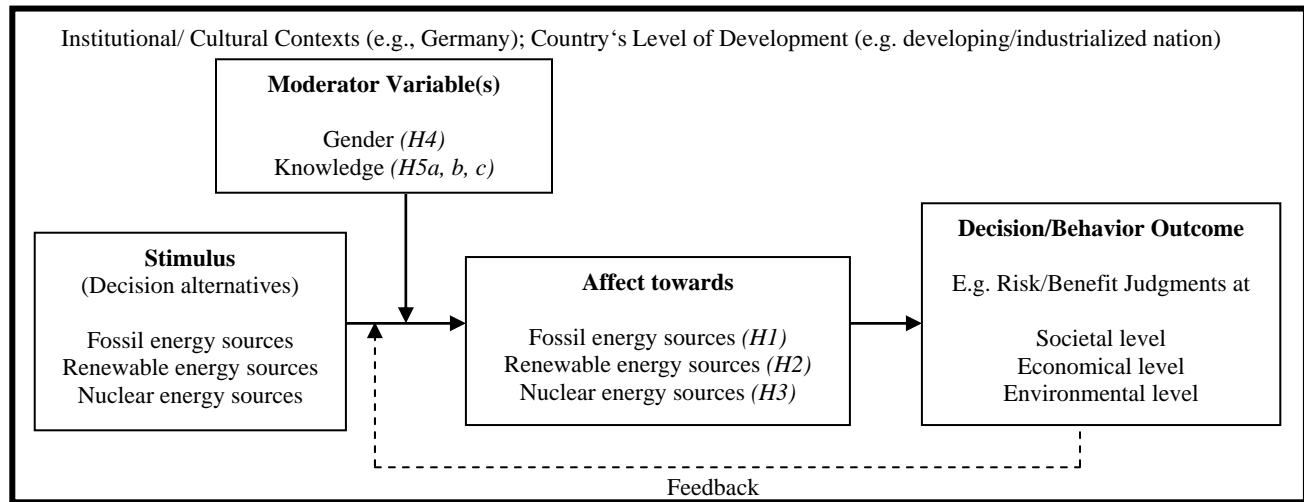 Institutional/ Cultural Contexts (e.g., Germany); Country‘s Level of Development (e.g. developing/industrialized nation)
Moderator Variable(s)
Gender (H4)
Knowledge (H5a, b, c)
Stimulus
(Decision alternatives)
Fossil energy sources
Renewable energy sources
Nuclear energy sources
Affect towards
Fossil energy sources (H1)
Renewable energy sources (H2)
Nuclear energy sources (H3)
Decision/Behavior Outcome
E.g. Risk/Benefit Judgments at
Societal level
Economical level
Environmental level
Feedback